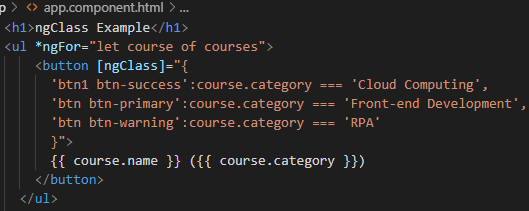 p > <> app.component.html > ...
<h1>ngClass Example</h1>
<ul *ngFor="let course of courses">
<button [ngClass]="{
'btn1 btn-success':course.category === 'Cloud Computing',
'btn btn-primary':course.category === 'Front-end Development',
'btn btn-warning':course.category === 'RPA'
}">
{{ course.name }} ({{ course.category }})
</button>
</ul>